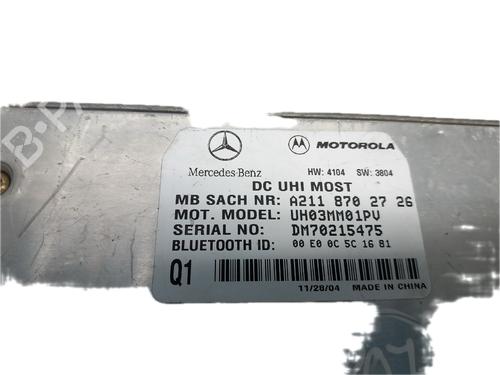 Mercedes-Benz
MOTOROLA
HW: 4104 SW: 3804
DC UHI MOST
MB SACH NR: A211 870 27 26
MOT. MODEL: UH03MM01PV
SERIAL NO: DM70215475
BLUETOOTH ID: 00 E0 0C 5C 16 81
Q1
11/28/04 MADE IN CHINA